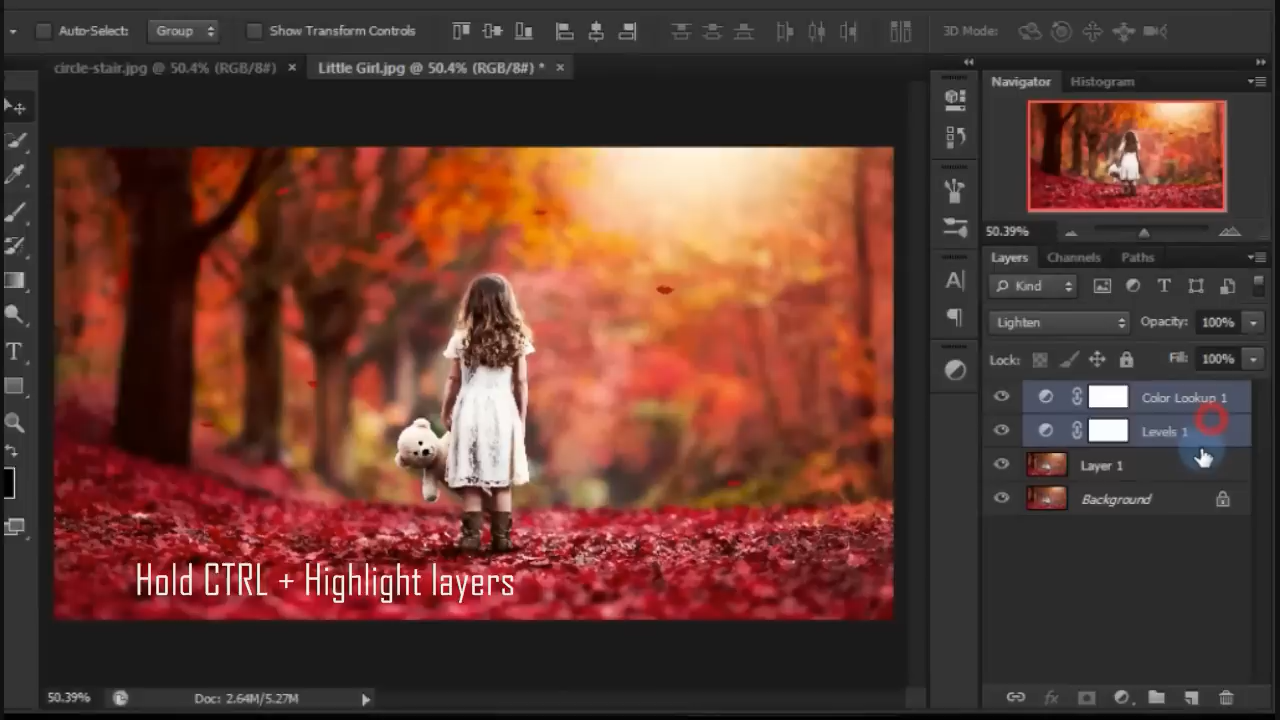 Auto-Select: Group Show Transform Controls 3D Mode:
circle-stair.jpg @ 50.4% (RGB/8#) × Little Girl.jpg @ 50.4% (RGB/8#) * ×
Navigator Histogram
50.39%
Layers Channels Paths
Kind
Lighten Opacity: 100%
Lock: Fill: 100%
Color Lookup 1
Levels 1
Layer 1
Background
Hold CTRL + Highlight layers
50.39% Doc: 2.64M/5.27M